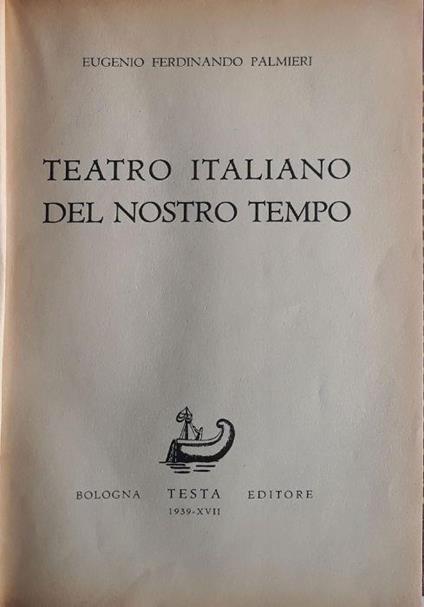 EUGENIO FERDINANDO PALMIERI
TEATRO ITALIANO
DEL NOSTRO TEMPO
BOLOGNA TESTA EDITORE
1939-XVII